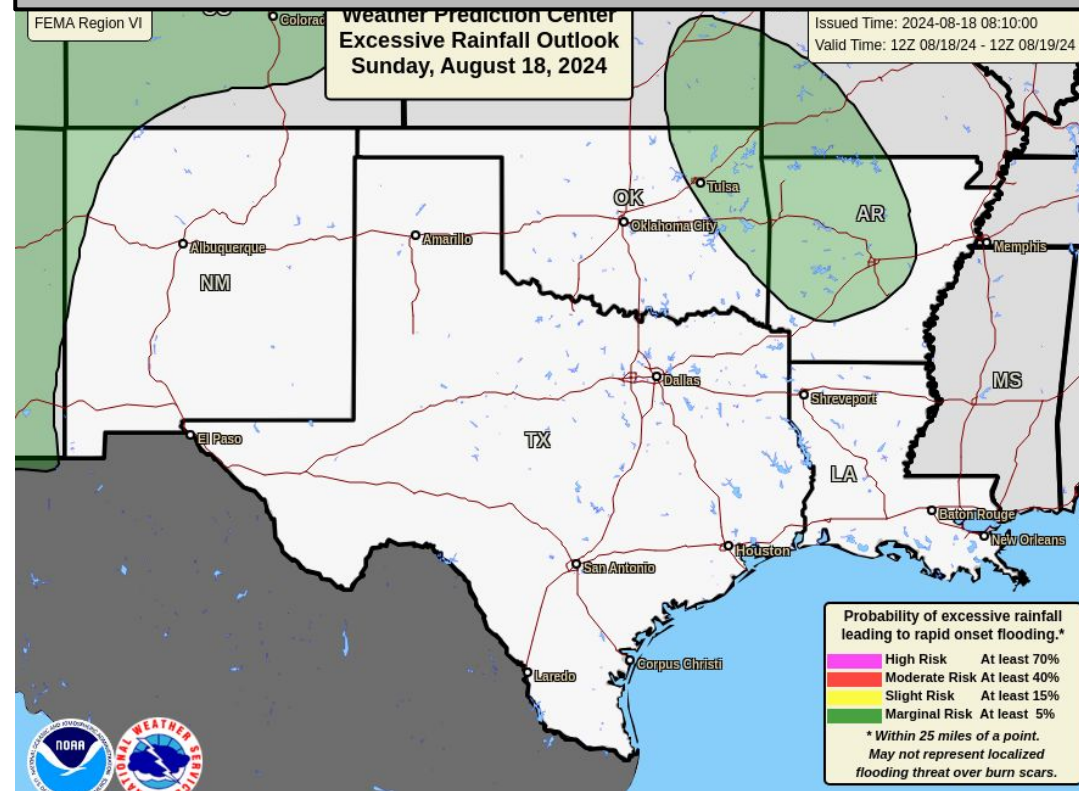 FEMA Region VI
Weather Prediction Center
Excessive Rainfall Outlook
Sunday, August 18, 2024
Issued Time: 2024-08-18 08:10:00
Valid Time: 12Z 08/18/24 - 12Z 08/19/24
Colorad
Tulsa
OK
Oklahoma City
AR
Albuquerque
Amarillo
Memphis
NM
Dallas
Shreveport
MS
El Paso
TX
LA
Baton Rouge
New Orleans
Houston
San Antonio
Corpus Christi
Laredo
Probability of excessive rainfall
leading to rapid onset flooding.*
High Risk At least 70%
Moderate Risk At least 40%
Slight Risk At least 15%
Marginal Risk At least 5%
* Within 25 miles of a point.
May not represent localized
flooding threat over burn scars.
NOAA
NATIONAL WEATHER SERVICE